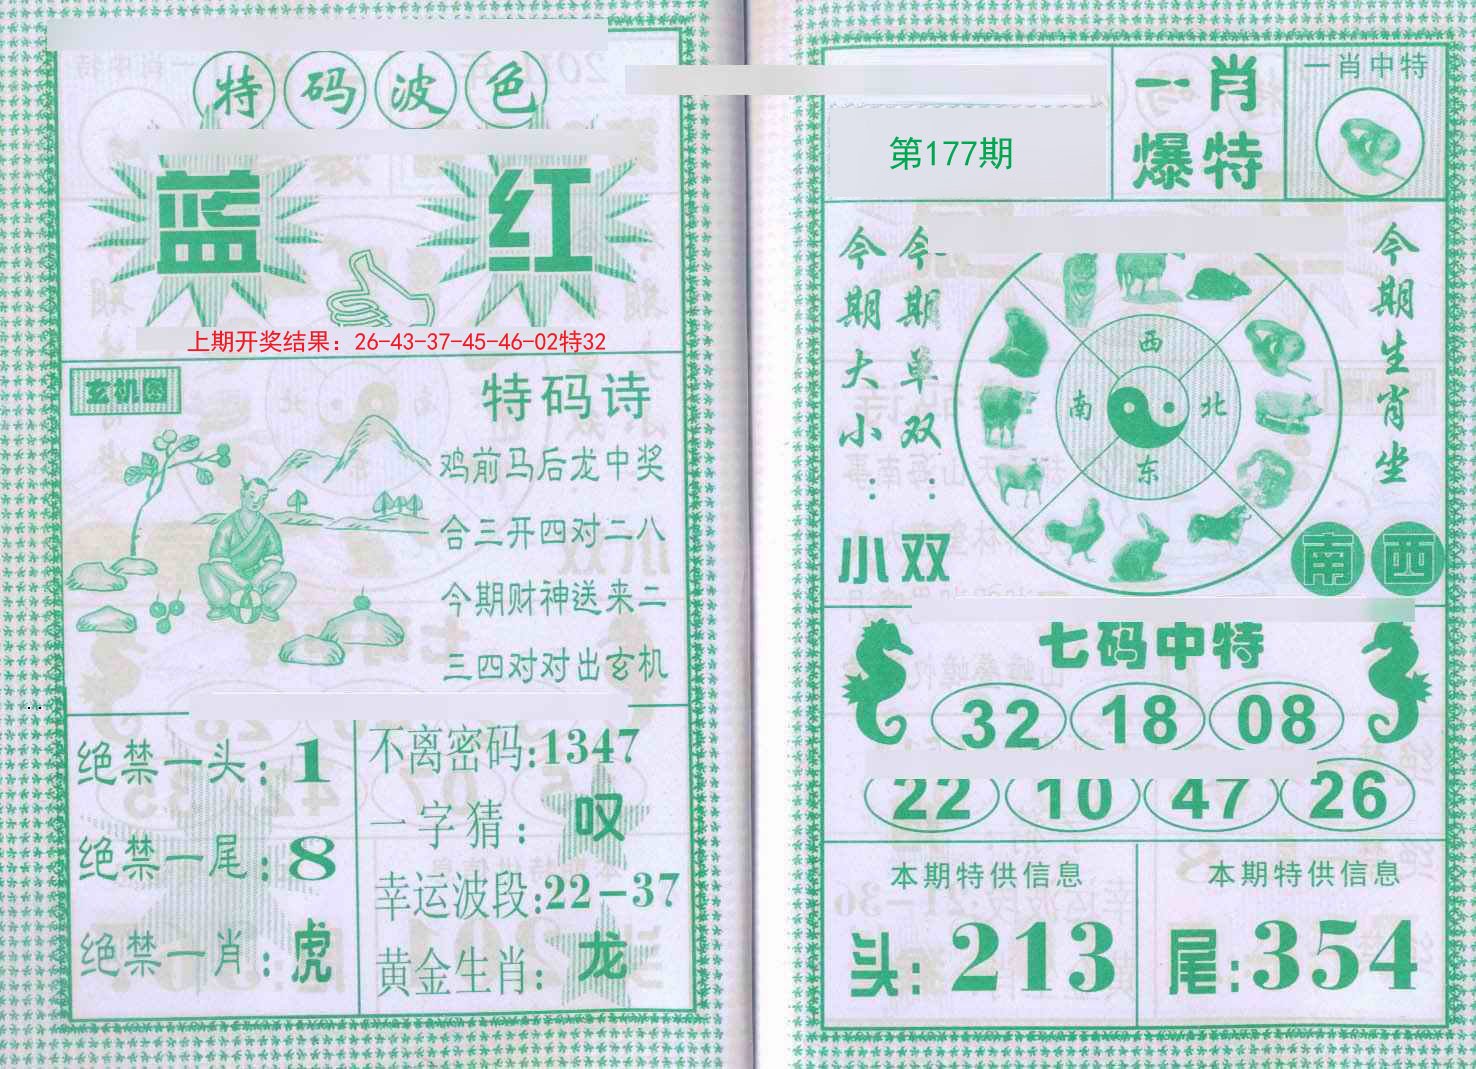 特码波色
蓝 红
上期开奖结果：26-43-37-45-46-02特32
玄机图
特码诗
鸡前马后龙中奖
合三开四对二八
今期财神送来二
三四对对出玄机
绝禁一头：1
绝禁一尾：8
绝禁一肖：虎
不离密码：1347
一字猜：叹
幸运波段：22-37
黄金生肖：龙
第177期
一肖
爆特
一肖中特
今期大小：小
今期单双：双
西
南 北
东
今期生肖坐
南 西
七码中特
32 18 08
22 10 47 26
本期特供信息
头：213
本期特供信息
尾：354